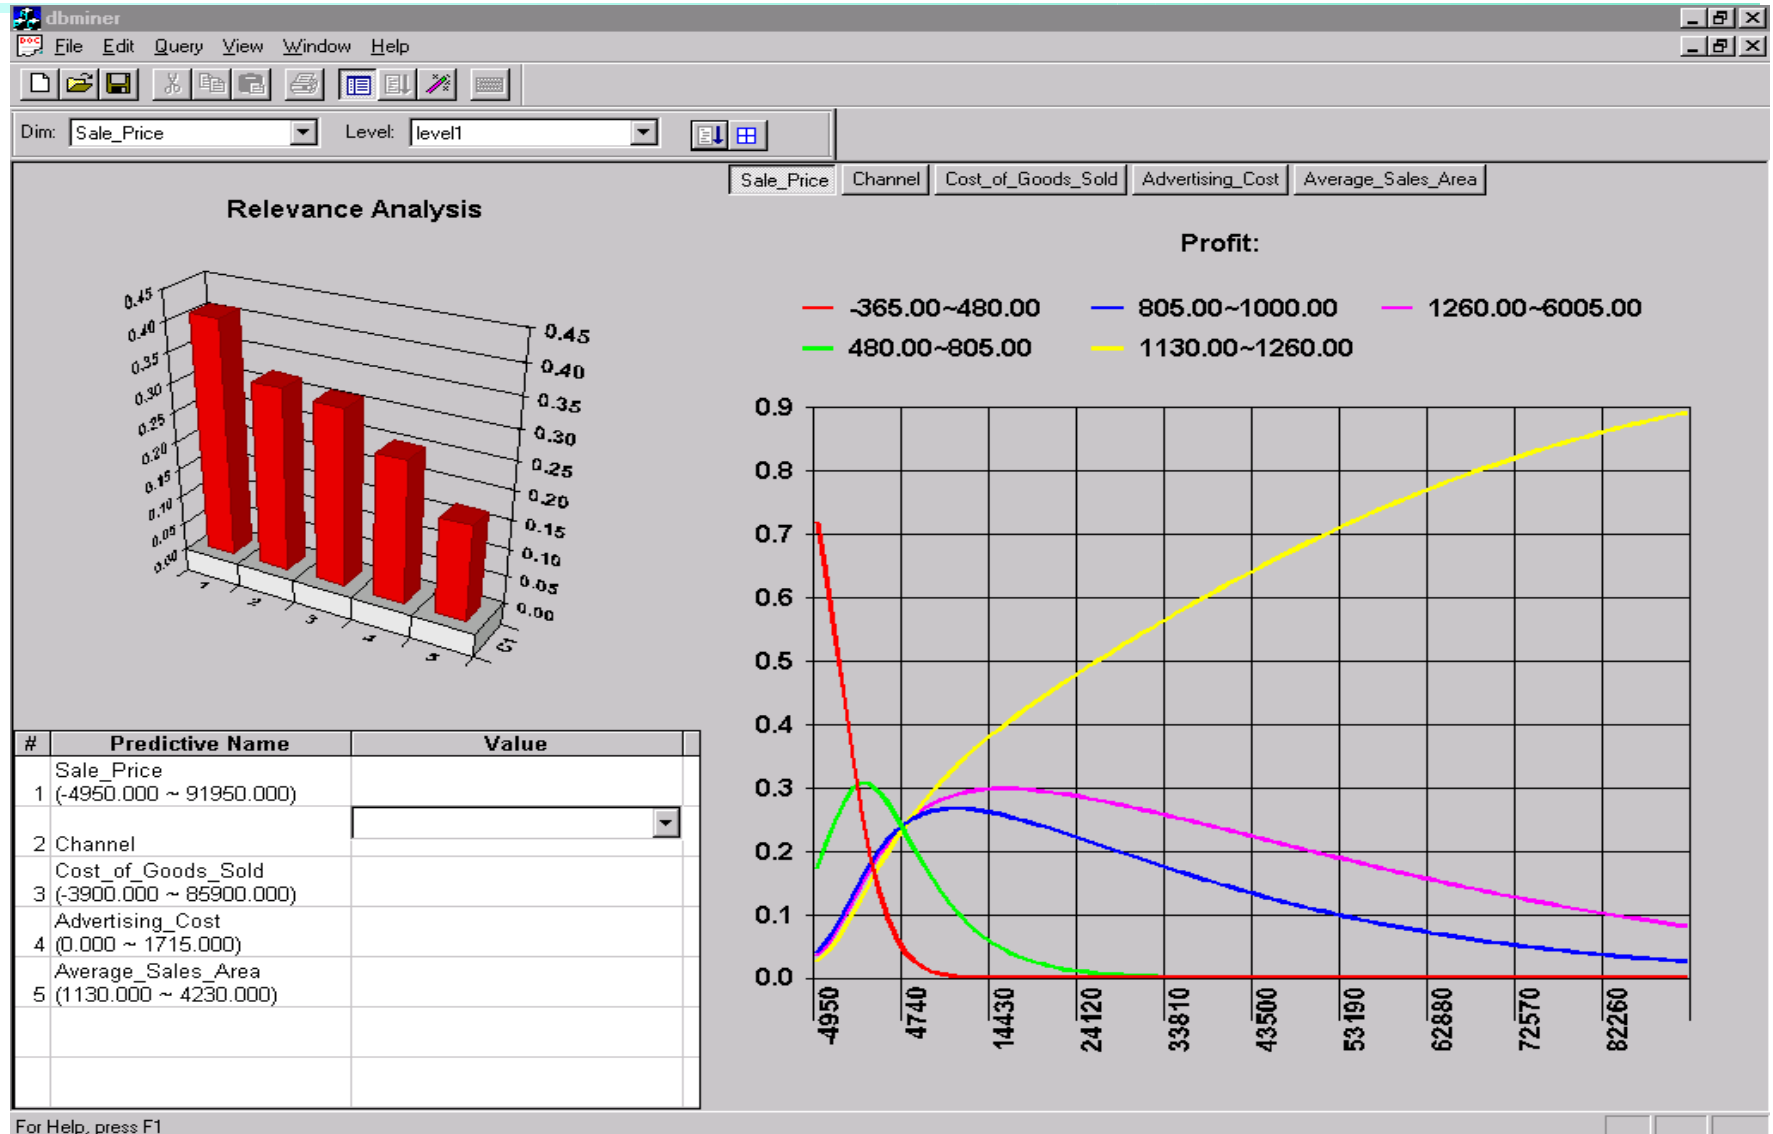 dbminer
File Edit Query View Window Help
Dim: Sale_Price Level: level1
Sale_Price Channel Cost_of_Goods_Sold Advertising_Cost Average_Sales_Area
Relevance Analysis
0.45
0.40
0.35
0.30
0.25
0.20
0.15
0.10
0.05
0.00
0.45
0.40
0.35
0.30
0.25
0.20
0.15
0.10
0.05
0.00
1 2 3 4 5
C1
Profit:
-365.00~480.00 805.00~1000.00 1260.00~6005.00
480.00~805.00 1130.00~1260.00
0.9
0.8
0.7
0.6
0.5
0.4
0.3
0.2
0.1
0.0
-4950 4740 14430 24120 33810 43500 53190 62880 72570 82260
# Predictive Name Value
Sale_Price
1 (-4950.000 ~ 91950.000)
2 Channel
Cost_of_Goods_Sold
3 (-3900.000 ~ 85900.000)
Advertising_Cost
4 (0.000 ~ 1715.000)
Average_Sales_Area
5 (1130.000 ~ 4230.000)
For Help, press F1